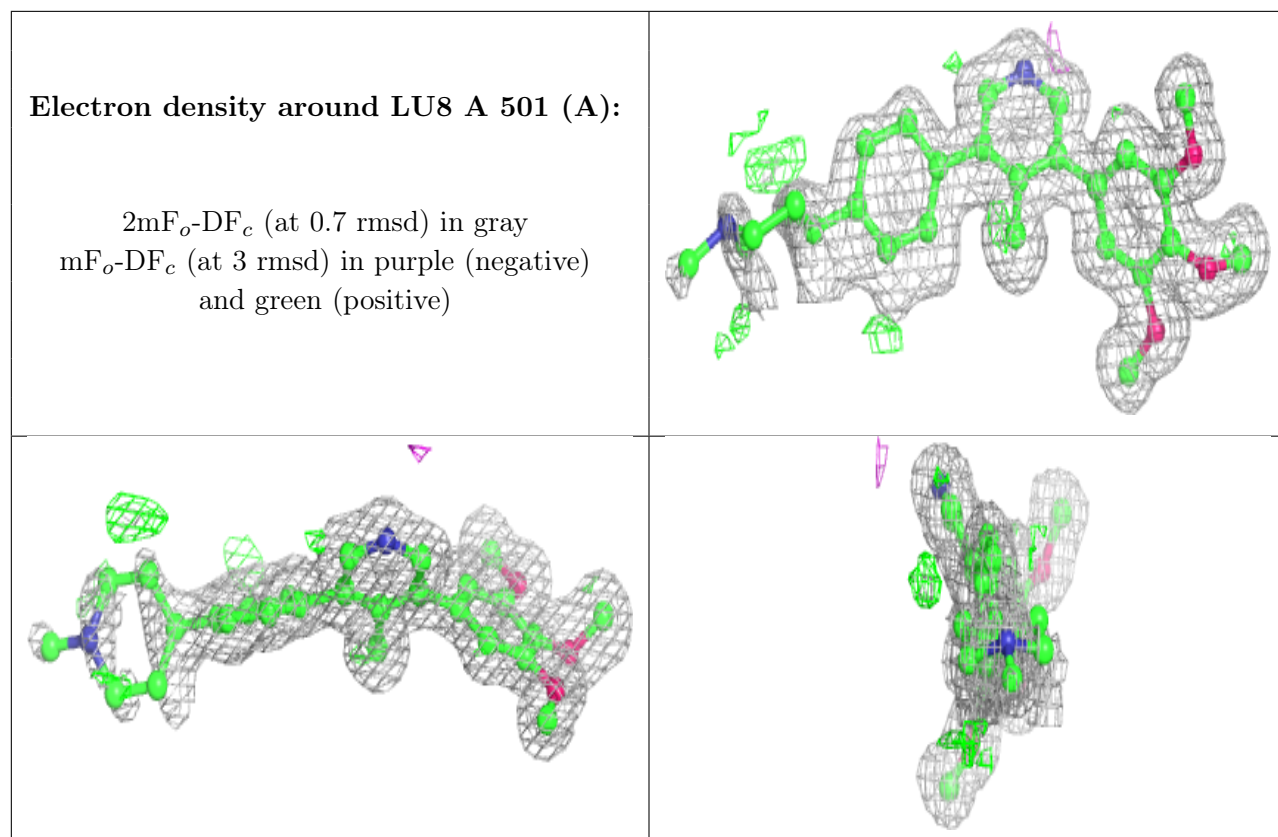 Electron density around LU8 A 501 (A):
2mFₒ-DF𝒸 (at 0.7 rmsd) in gray
mFₒ-DF𝒸 (at 3 rmsd) in purple (negative)
and green (positive)